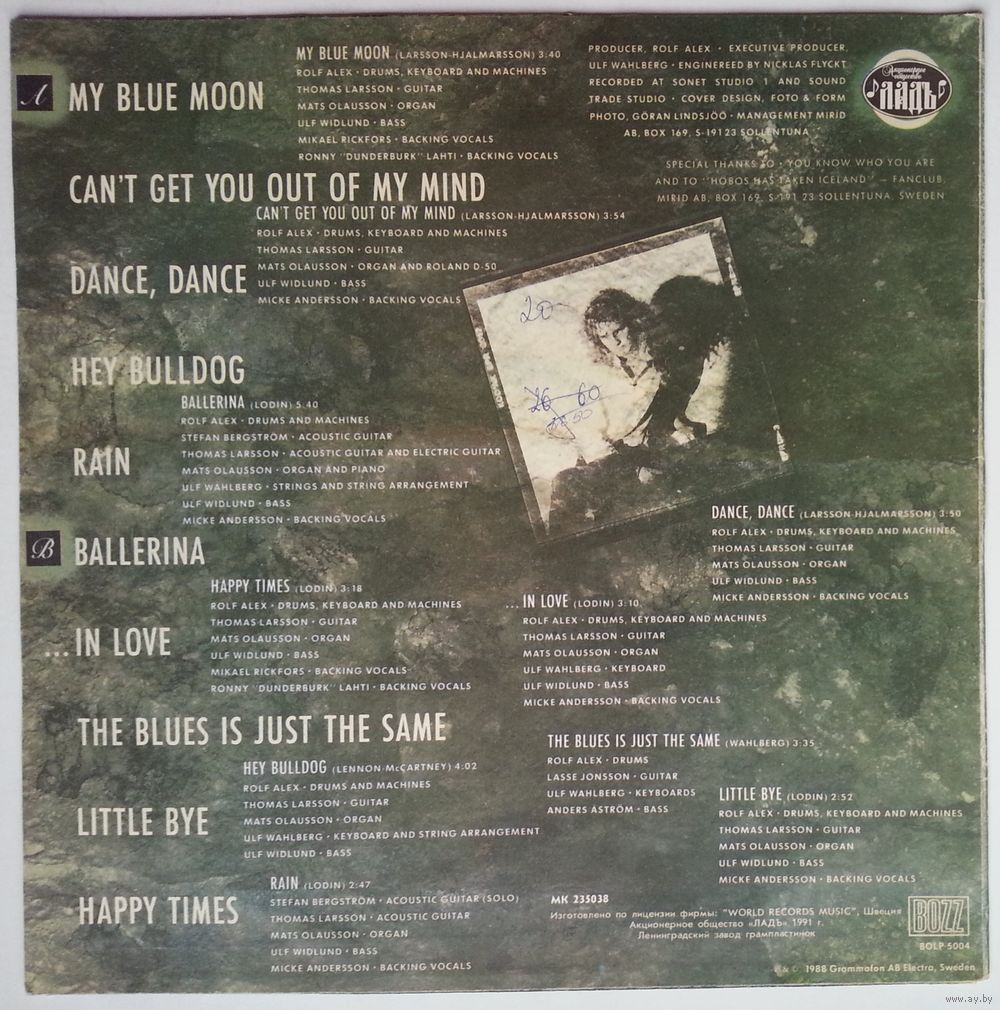 A
MY BLUE MOON
MY BLUE MOON (LARSSON-HJALMARSSON) 3:40
ROLF ALEX · DRUMS, KEYBOARD AND MACHINES
THOMAS LARSSON · GUITAR
MATS OLAUSSON · ORGAN
ULF WIDLUND · BASS
MIKAEL RICKFORS · BACKING VOCALS
RONNY "DUNDERBURK" LAHTI · BACKING VOCALS
PRODUCER, ROLF ALEX · EXECUTIVE PRODUCER,
ULF WAHLBERG · ENGINEREED BY NICKLAS FLYCKT
RECORDED AT SONET STUDIO 1 AND SOUND
TRADE STUDIO · COVER DESIGN, FOTO & FORM
PHOTO, GÖRAN LINDSJÖÖ · MANAGEMENT MIRID
AB, BOX 169, S-191 23 SOLLENTUNA
Акционерное
общество
ЛАДЪ
SPECIAL THANKS TO · YOU KNOW WHO YOU ARE
AND TO "HOBOS HAS TAKEN ICELAND" – FANCLUB,
MIRID AB, BOX 169, S-191 23 SOLLENTUNA, SWEDEN
CAN'T GET YOU OUT OF MY MIND
CAN'T GET YOU OUT OF MY MIND (LARSSON-HJALMARSSON) 3:54
ROLF ALEX · DRUMS, KEYBOARD AND MACHINES
THOMAS LARSSON · GUITAR
MATS OLAUSSON · ORGAN AND ROLAND D-50
ULF WIDLUND · BASS
MICKE ANDERSSON · BACKING VOCALS
DANCE, DANCE
20
26 60
50
HEY BULLDOG
BALLERINA (LODIN) 5:40
ROLF ALEX · DRUMS AND MACHINES
STEFAN BERGSTRÖM · ACOUSTIC GUITAR
THOMAS LARSSON · ACOUSTIC GUITAR AND ELECTRIC GUITAR
MATS OLAUSSON · ORGAN AND PIANO
ULF WAHLBERG · STRINGS AND STRING ARRANGEMENT
ULF WIDLUND · BASS
MICKE ANDERSSON · BACKING VOCALS
RAIN
DANCE, DANCE (LARSSON-HJALMARSSON) 3:50
ROLF ALEX · DRUMS, KEYBOARD AND MACHINES
THOMAS LARSSON · GUITAR
MATS OLAUSSON · ORGAN
ULF WIDLUND · BASS
MICKE ANDERSSON · BACKING VOCALS
B
BALLERINA
HAPPY TIMES (LODIN) 3:18
ROLF ALEX · DRUMS, KEYBOARD AND MACHINES
THOMAS LARSSON · GUITAR
MATS OLAUSSON · ORGAN
ULF WIDLUND · BASS
MIKAEL RICKFORS · BACKING VOCALS
RONNY "DUNDERBURK" LAHTI · BACKING VOCALS
... IN LOVE (LODIN) 3:10
ROLF ALEX · DRUMS, KEYBOARD AND MACHINES
THOMAS LARSSON · GUITAR
MATS OLAUSSON · ORGAN
ULF WAHLBERG · KEYBOARD
ULF WIDLUND · BASS
MICKE ANDERSSON · BACKING VOCALS
... IN LOVE
THE BLUES IS JUST THE SAME
THE BLUES IS JUST THE SAME (WAHLBERG) 3:35
ROLF ALEX · DRUMS
LASSE JONSSON · GUITAR
ULF WAHLBERG · KEYBOARDS
ANDERS ÅSTRÖM · BASS
HEY BULLDOG (LENNON-McCARTNEY) 4:02
ROLF ALEX · DRUMS AND MACHINES
THOMAS LARSSON · GUITAR
MATS OLAUSSON · ORGAN
ULF WAHLBERG · KEYBOARD AND STRING ARRANGEMENT
ULF WIDLUND · BASS
LITTLE BYE
LITTLE BYE (LODIN) 2:52
ROLF ALEX · DRUMS, KEYBOARD AND MACHINES
THOMAS LARSSON · GUITAR
MATS OLAUSSON · ORGAN
ULF WIDLUND · BASS
MICKE ANDERSSON · BACKING VOCALS
RAIN (LODIN) 2:47
STEFAN BERGSTRÖM · ACOUSTIC GUITAR (SOLO)
THOMAS LARSSON · ACOUSTIC GUITAR
MATS OLAUSSON · ORGAN
ULF WIDLUND · BASS
MICKE ANDERSSON · BACKING VOCALS
HAPPY TIMES
МК 235038
Изготовлено по лицензии фирмы: "WORLD RECORDS MUSIC", Швеция
Акционерное общество «ЛАДЪ» 1991 г.
Ленинградский завод грампластинок
BOZZ
BOLP 5004
℗ & © 1988 Grammofon AB Electra, Sweden
www.ay.by